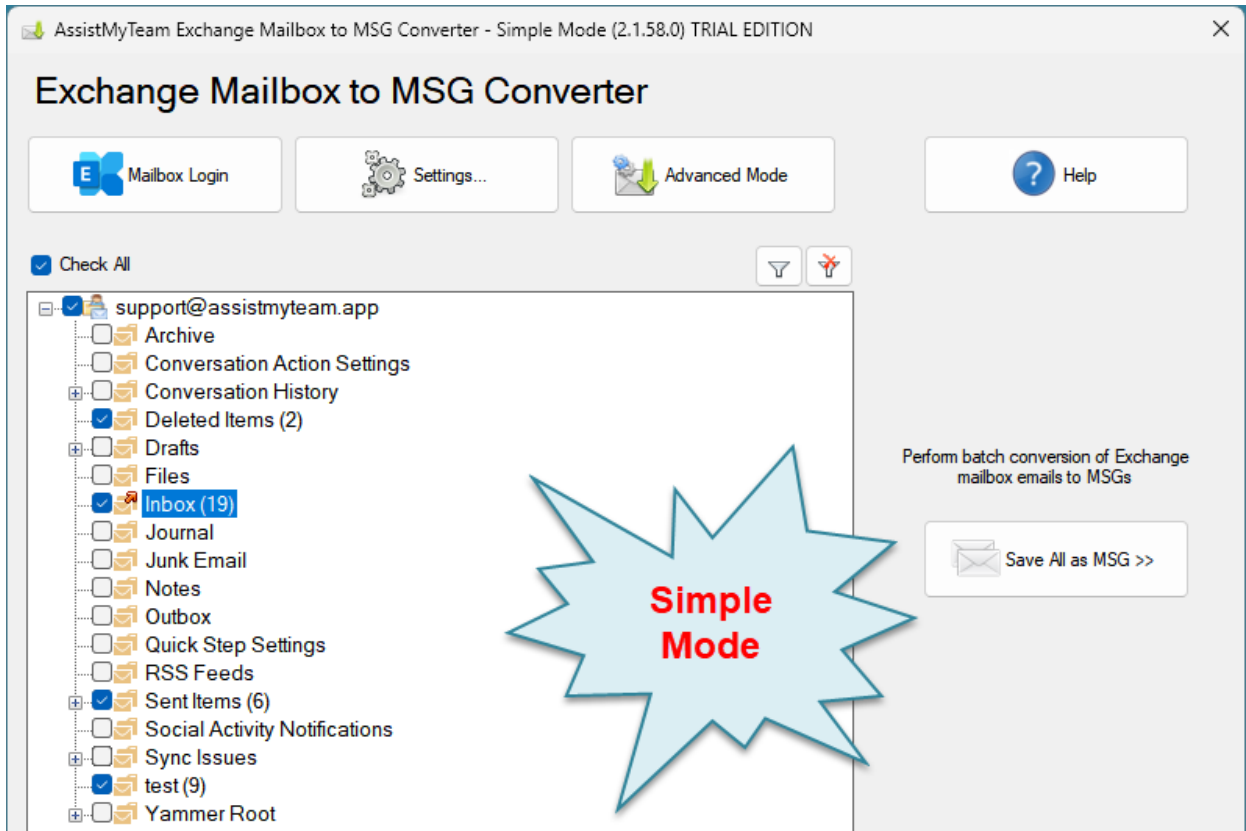 AssistMyTeam Exchange Mailbox to MSG Converter - Simple Mode (2.1.58.0) TRIAL EDITION
Exchange Mailbox to MSG Converter
Mailbox Login
Settings...
Advanced Mode
Help
Check All
support@assistmyteam.app
Archive
Conversation Action Settings
Conversation History
Deleted Items (2)
Drafts
Files
Inbox (19)
Journal
Junk Email
Notes
Outbox
Quick Step Settings
RSS Feeds
Sent Items (6)
Social Activity Notifications
Sync Issues
test (9)
Yammer Root
Simple
Mode
Perform batch conversion of Exchange
mailbox emails to MSGs
Save All as MSG >>